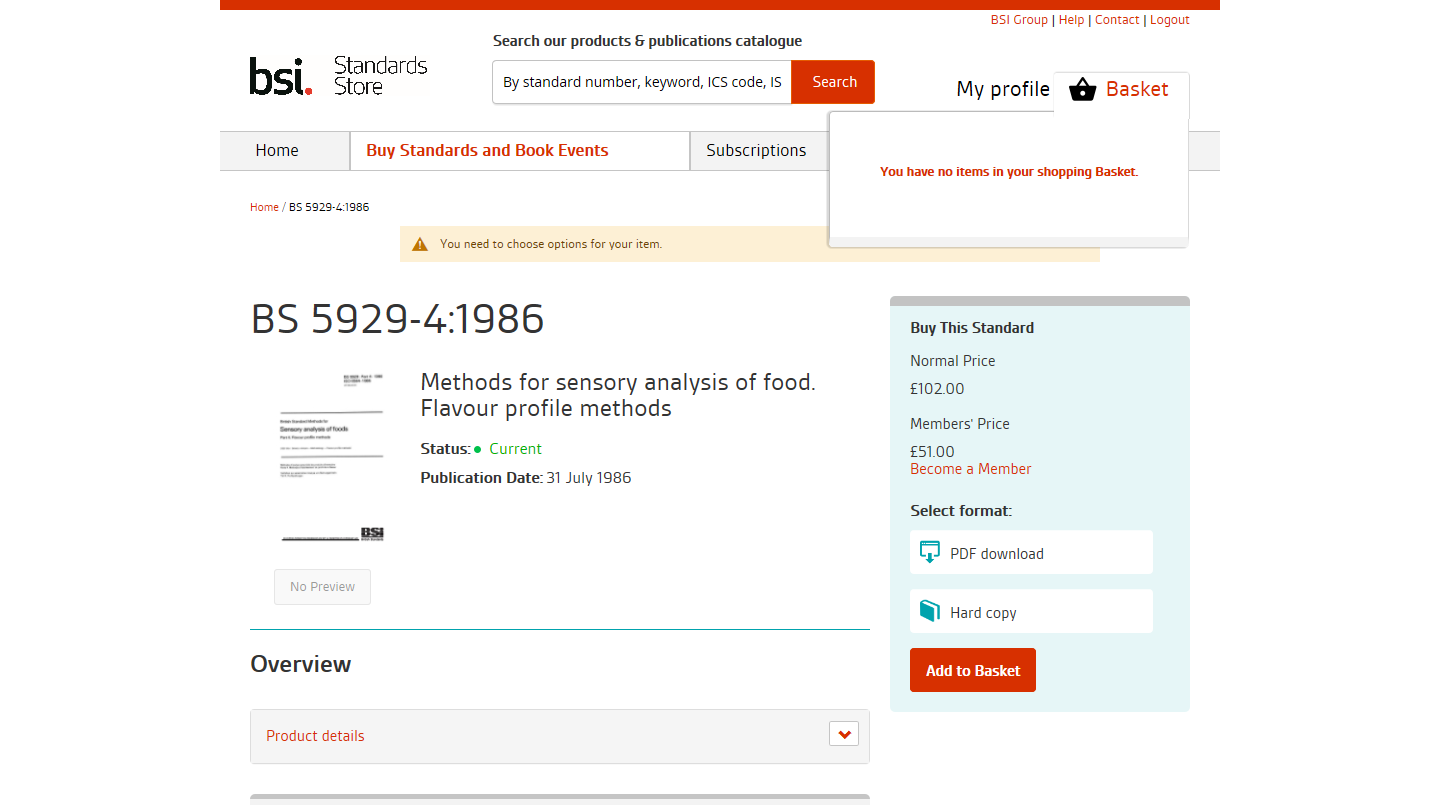 BSI Group | Help | Contact | Logout
Search our products & publications catalogue
bsi. Standards Store
By standard number, keyword, ICS code, IS
Search
My profile
Basket
Home
Buy Standards and Book Events
Subscriptions
You have no items in your shopping Basket.
Home / BS 5929-4:1986
You need to choose options for your item.
BS 5929-4:1986
Methods for sensory analysis of food.
Flavour profile methods
Status: Current
Publication Date: 31 July 1986
Sensory analysis of foods
BSi
No Preview
Buy This Standard
Normal Price
£102.00
Members' Price
£51.00
Become a Member
Select format:
PDF download
Hard copy
Add to Basket
Overview
Product details